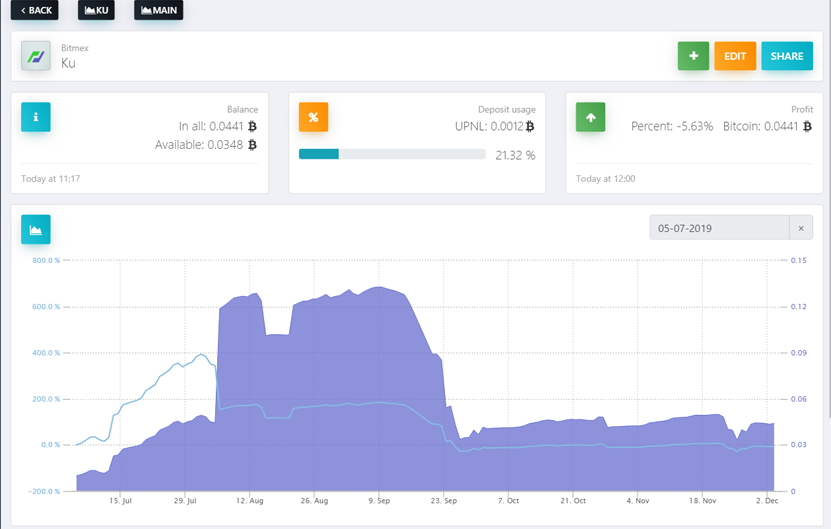 BACK
KU
MAIN
Bitmex
Ku
+
EDIT
SHARE
Balance
In all: 0.0441
Available: 0.0348
Today at 11:17
%
Deposit usage
UPNL: 0.0012
21.32 %
Profit
Percent: -5.63% Bitcoin: 0.0441
Today at 12:00
05-07-2019
×
800.0 %
600.0 %
400.0 %
200.0 %
0.0 %
-200.0 %
0.15
0.12
0.09
0.06
0.03
0
15. Jul
29. Jul
12. Aug
26. Aug
9. Sep
23. Sep
7. Oct
21. Oct
4. Nov
18. Nov
2. Dec